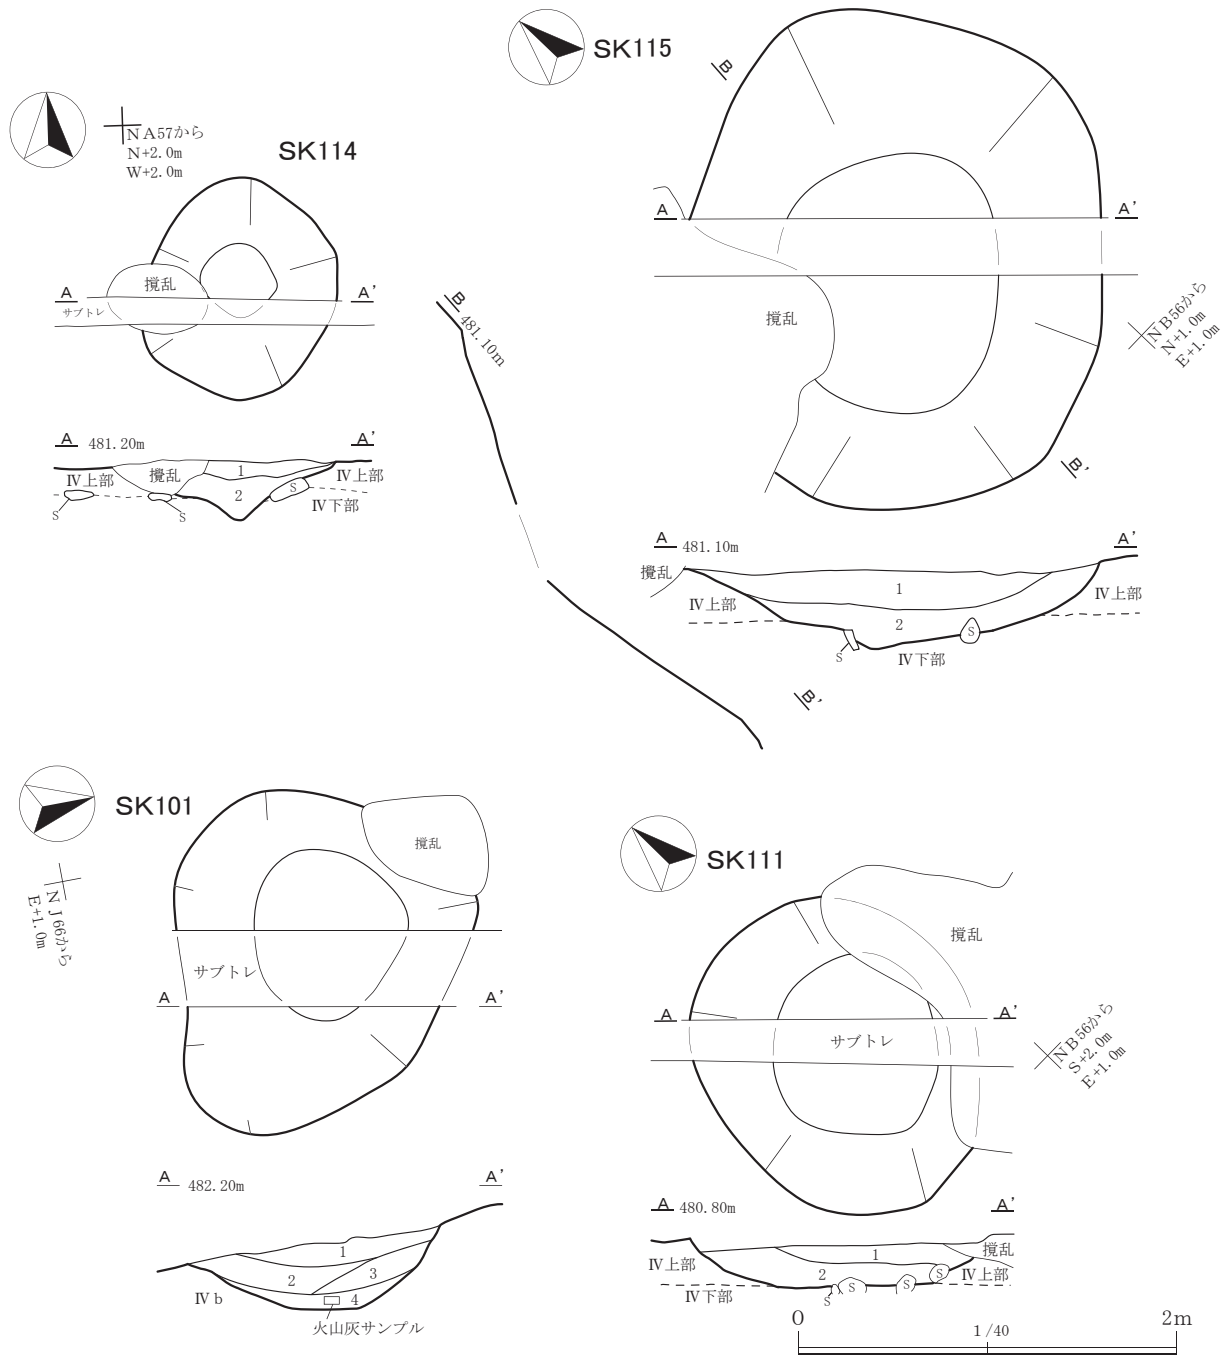 SK115
B
NA57から
N+2.0m
W+2.0m
SK114
A
A'
攪乱
A
A'
サブトレ
B
481.10m
攪乱
NB56から
N+1.0m
E+1.0m
B'
A
481.20m
A'
Ⅳ上部
攪乱
1
2
S
Ⅳ上部
Ⅳ下部
S
S
A
481.10m
A'
攪乱
Ⅳ上部
1
2
S
S
Ⅳ上部
Ⅳ下部
B'
SK101
攪乱
NJ66から
E+1.0m
サブトレ
A
A'
SK111
攪乱
A
A'
サブトレ
NB56から
S+2.0m
E+1.0m
A
482.20m
A'
1
2
3
4
Ⅳb
火山灰サンプル
A
480.80m
A'
Ⅳ上部
1
2
攪乱
Ⅳ上部
Ⅳ下部
S
S
S
S
0
1/40
2m